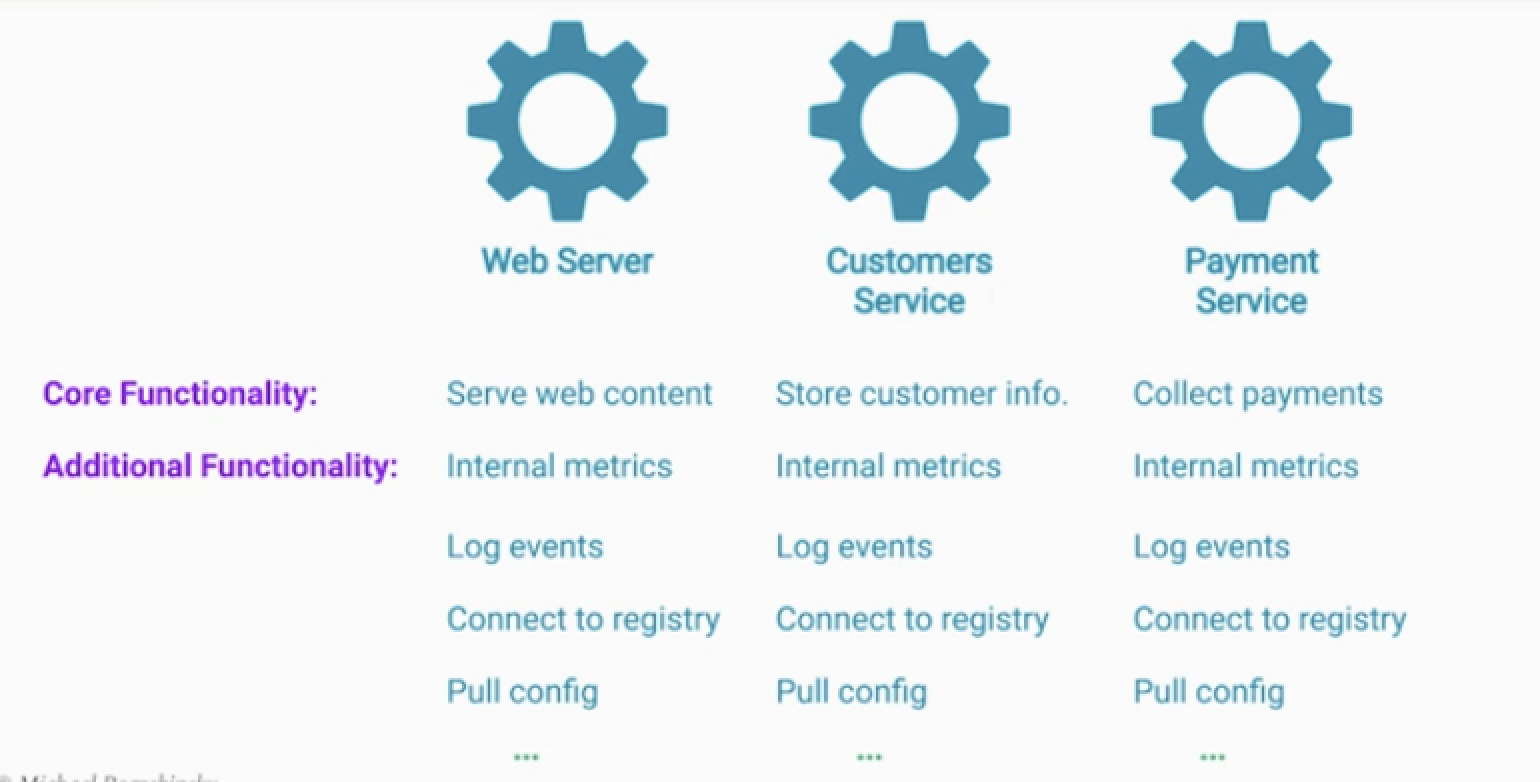 Web Server
Customers
Service
Payment
Service
Core Functionality: Serve web content Store customer info. Collect payments
Additional Functionality: Internal metrics Internal metrics Internal metrics
Log events Log events Log events
Connect to registry Connect to registry Connect to registry
Pull config Pull config Pull config
... ... ...
© Michael